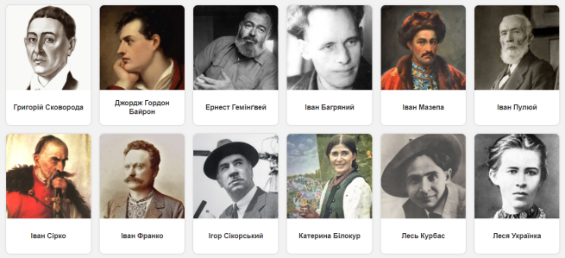 Григорій Сковорода
Джордж Гордон
Байрон
Ернест Гемінґвей
Іван Багряний
Іван Мазепа
Іван Пулюй
Іван Сірко
Іван Франко
Ігор Сікорський
Катерина Білокур
Лесь Курбас
Леся Українка